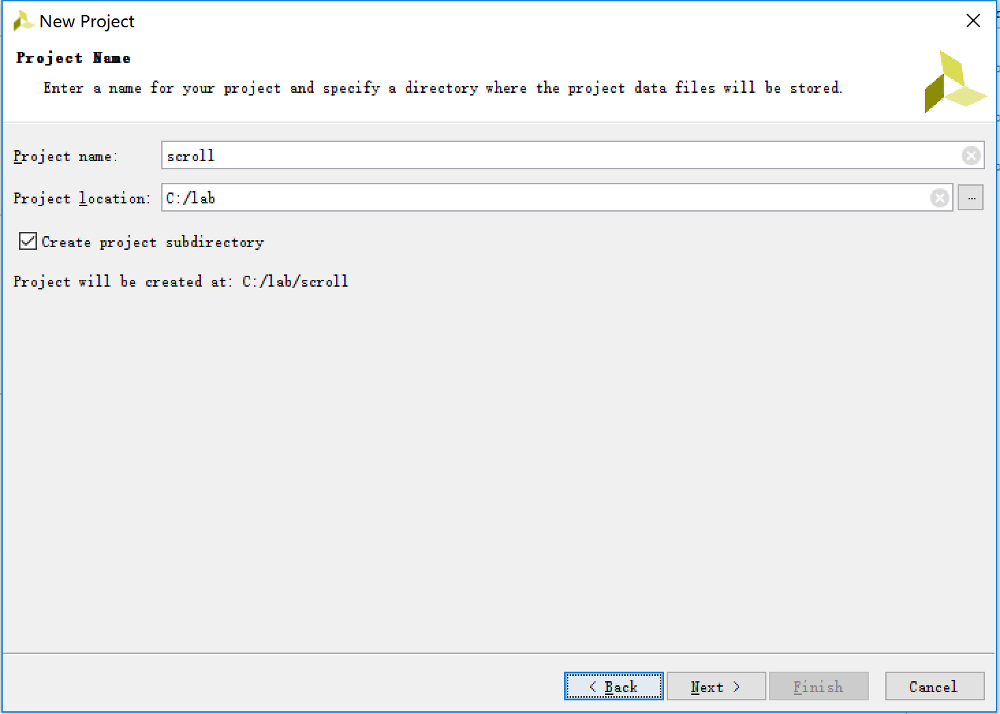 New Project
Project Name
Enter a name for your project and specify a directory where the project data files will be stored.
Project name: scroll
Project location: C:/lab ...
Create project subdirectory
Project will be created at: C:/lab/scroll
< Back Next > Finish Cancel